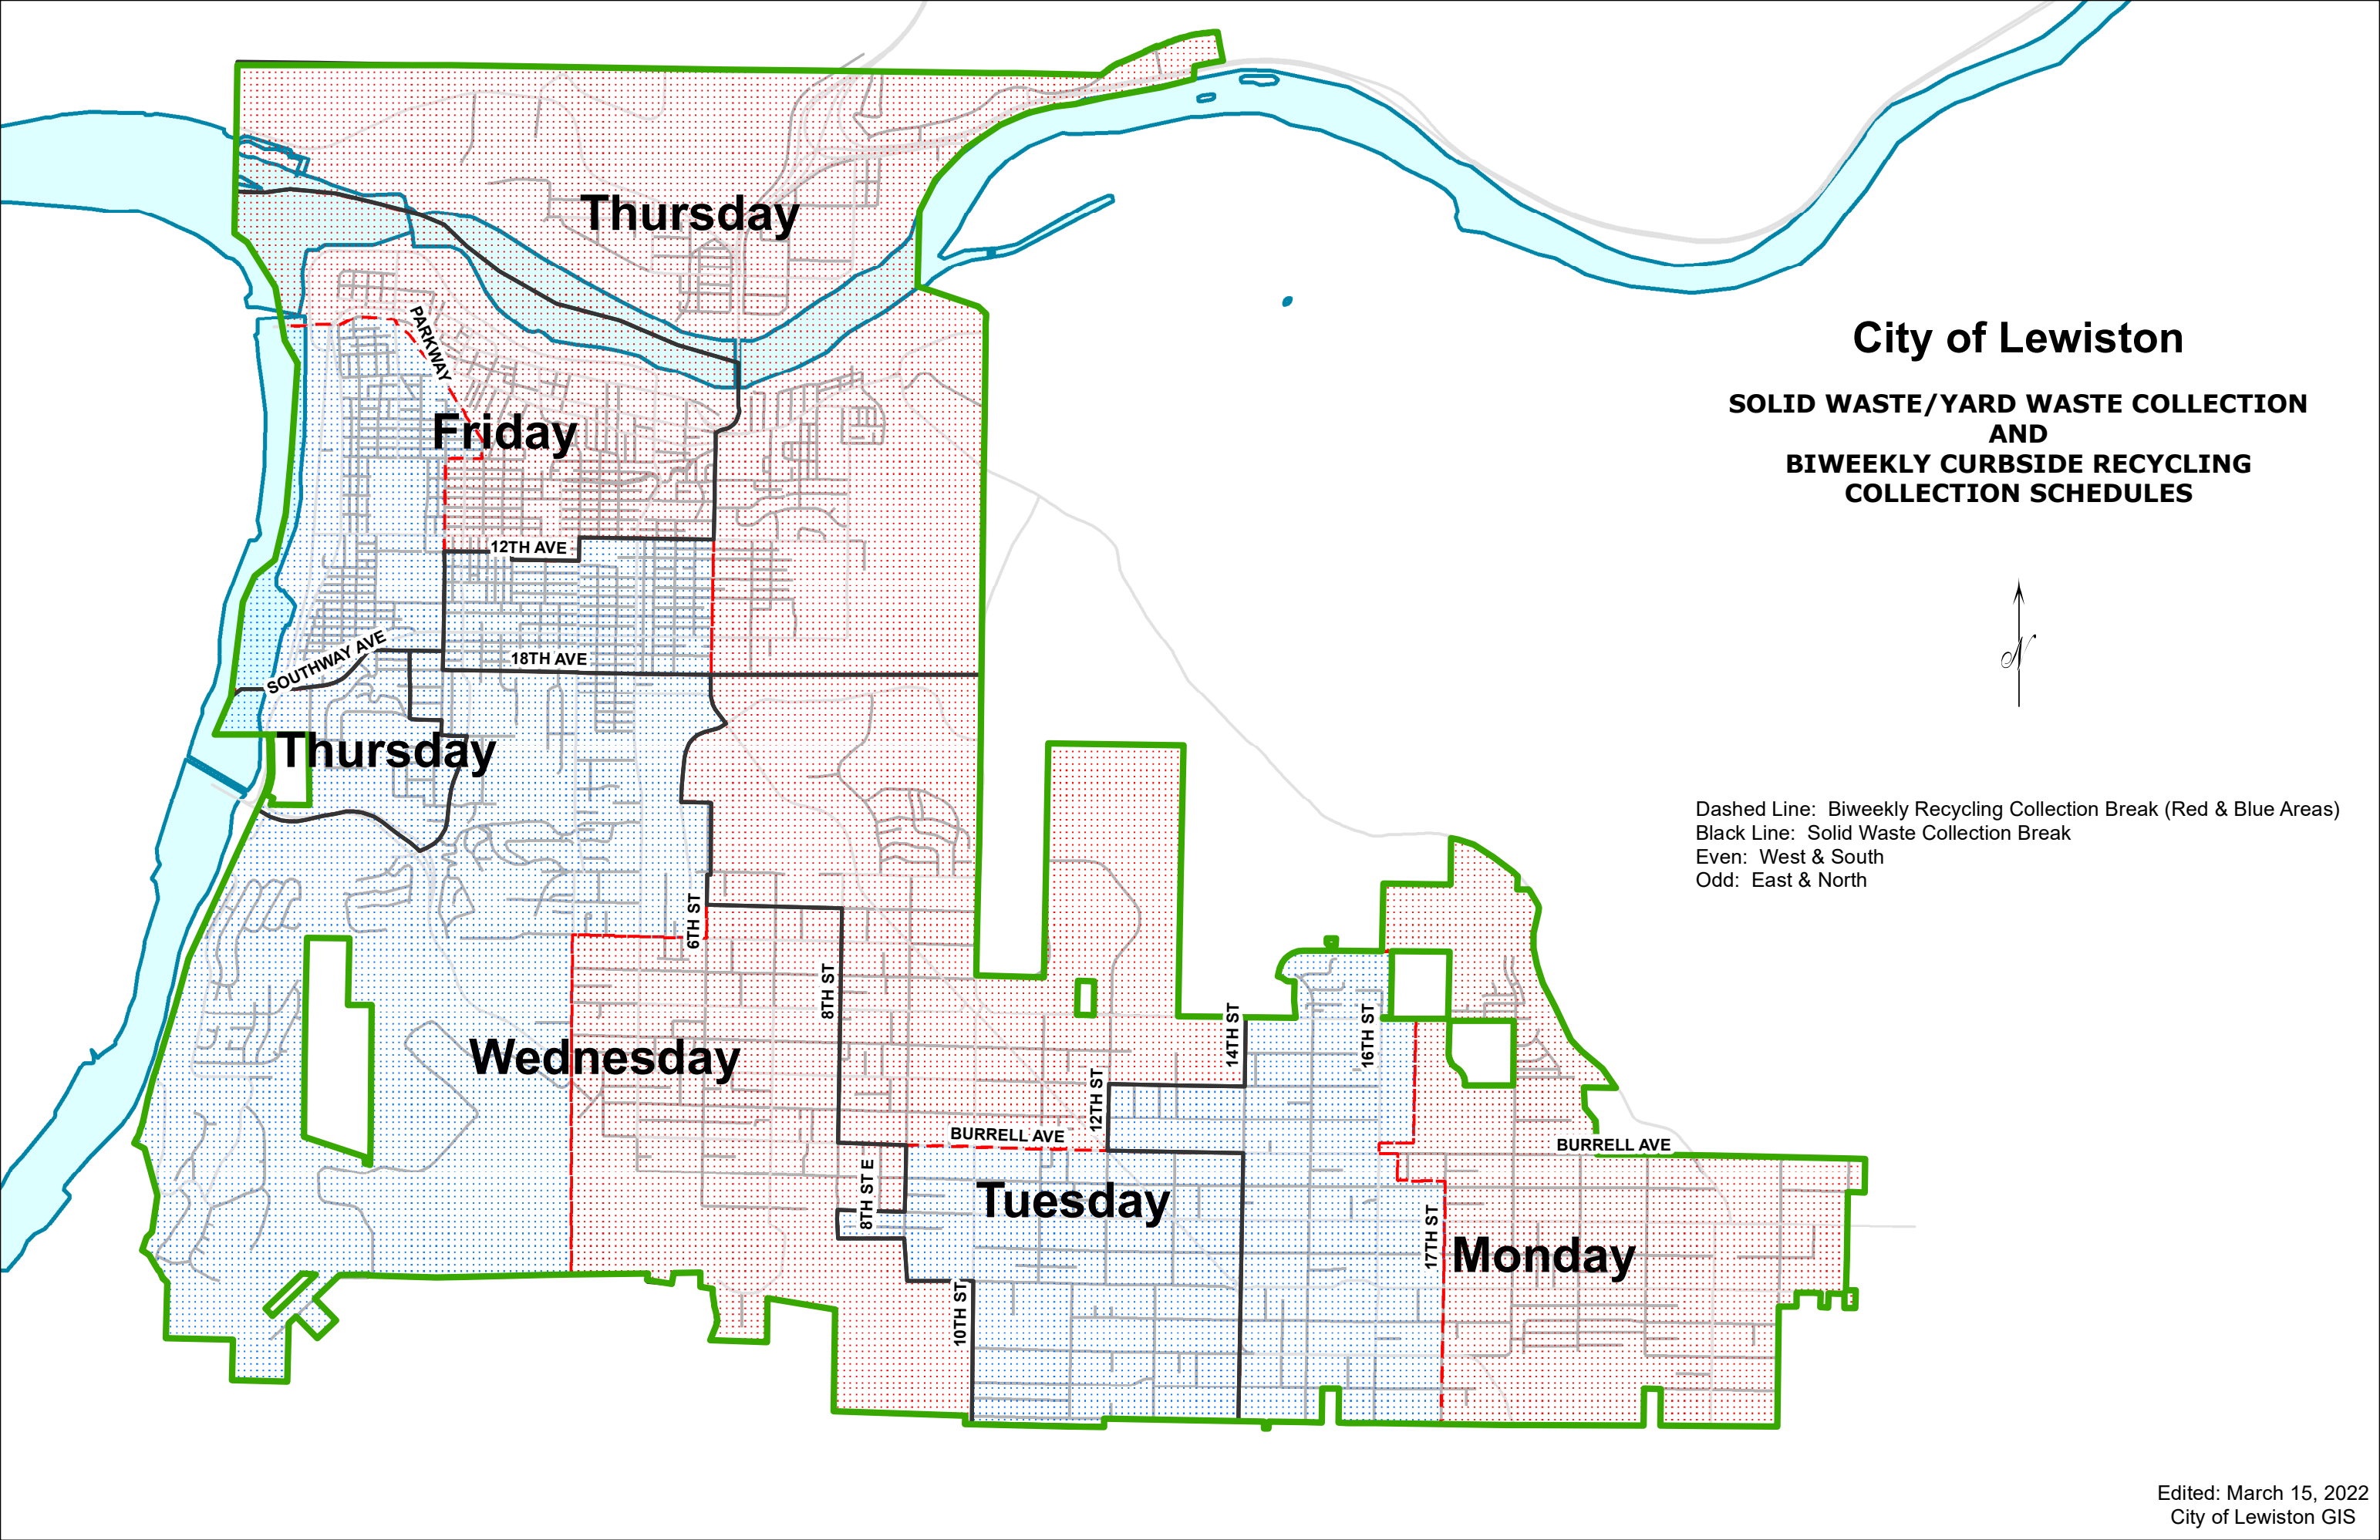 Thursday
City of Lewiston
PARKWAY
SOLID WASTE/YARD WASTE COLLECTION
AND
BIWEEKLY CURBSIDE RECYCLING
COLLECTION SCHEDULES
Friday
12TH AVE
N
SOUTHWAY AVE
18TH AVE
Thursday
Dashed Line:  Biweekly Recycling Collection Break (Red & Blue Areas)
Black Line:  Solid Waste Collection Break
Even:  West & South
Odd:  East & North
6TH ST
8TH ST
14TH ST
16TH ST
Wednesday
12TH ST
BURRELL AVE
BURRELL AVE
8TH ST E
Tuesday
17TH ST
Monday
10TH ST
Edited: March 15, 2022
City of Lewiston GIS